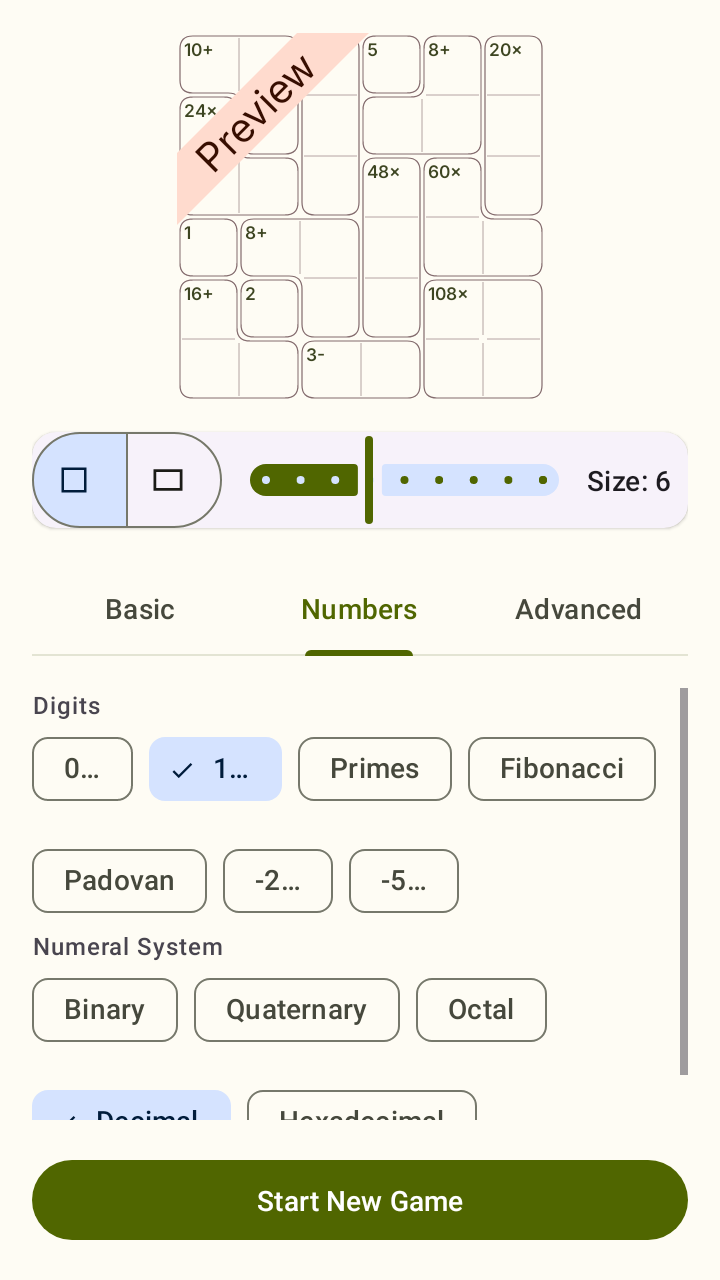 10+ 5 8+ 20×
24×
Preview
48× 60×
1 8+
16+ 2 108×
3-
Size: 6
Basic Numbers Advanced
Digits
0... 1... Primes Fibonacci
Padovan -2... -5...
Numeral System
Binary Quaternary Octal
Decimal Hexadecimal
Start New Game